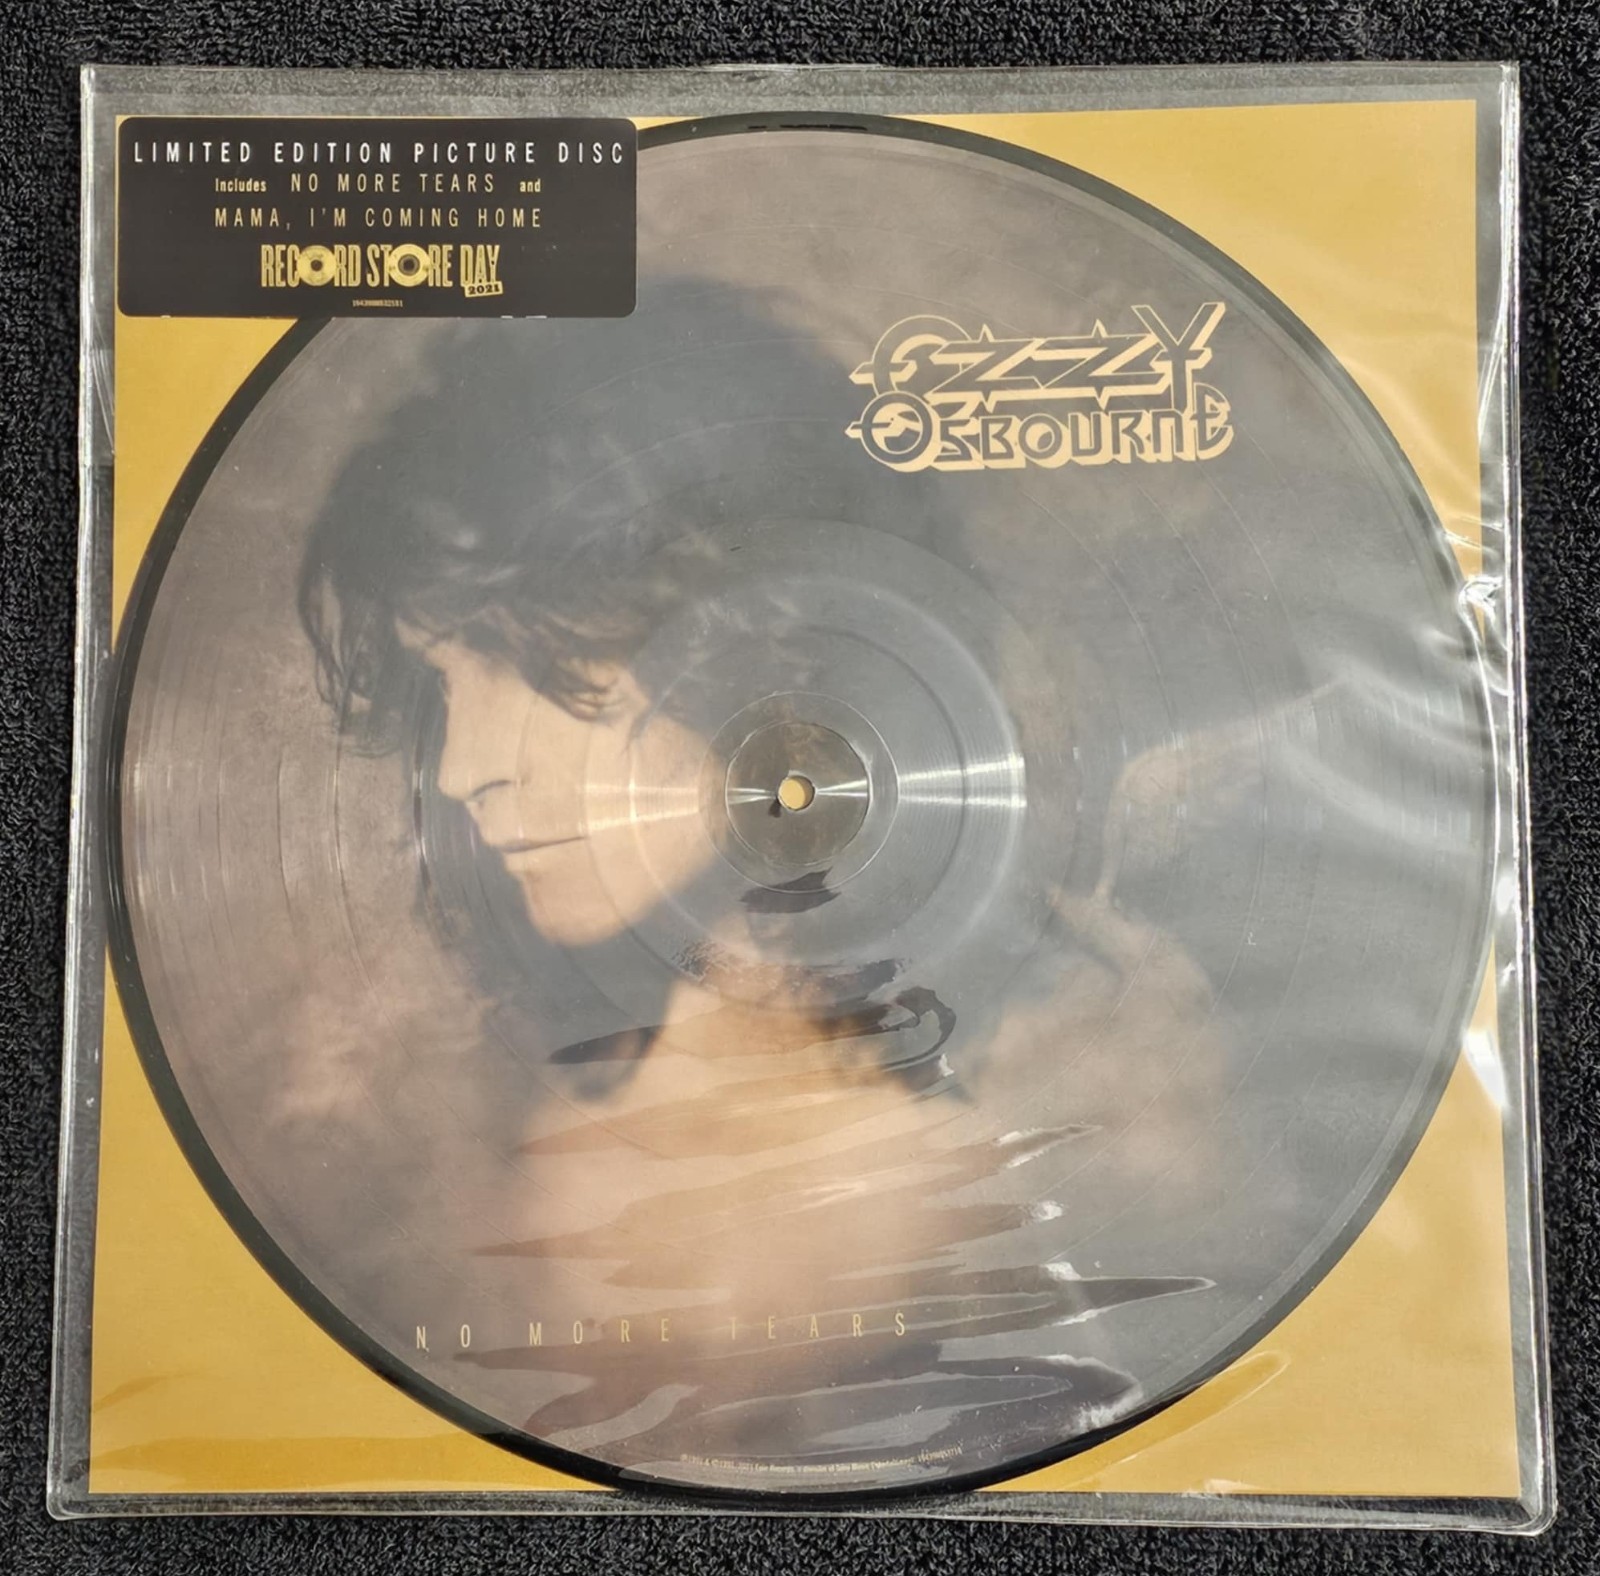 LIMITED EDITION PICTURE DISC
Includes NO MORE TEARS and
MAMA, I'M COMING HOME
RECORD STORE DAY
2021
OZZY
OSBOURNE
NO MORE TEARS